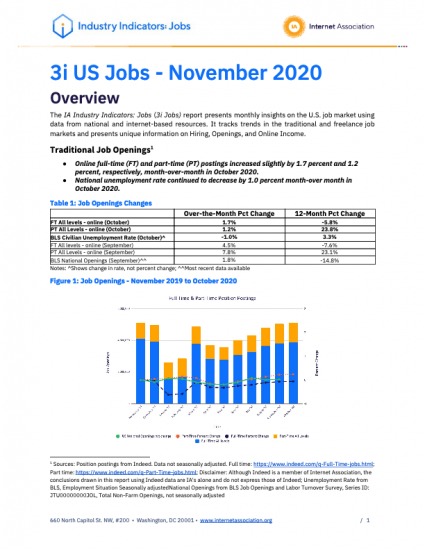 Industry Indicators: Jobs
IA
Internet Association
3i US Jobs - November 2020
Overview
The IA Industry Indicators: Jobs (3i Jobs) report presents monthly insights on the U.S. job market using
data from national and internet-based resources. It tracks trends in the traditional and freelance job
markets and presents unique information on Hiring, Openings, and Online Income.
Traditional Job Openings¹
● Online full-time (FT) and part-time (PT) postings increased slightly by 1.7 percent and 1.2
percent, respectively, month-over-month in October 2020.
● National unemployment rate continued to decrease by 1.0 percent month-over month in
October 2020.
Table 1: Job Openings Changes
Over-the-Month Pct Change 12-Month Pct Change
FT All levels - online (October) 1.7% -5.8%
PT All levels - online (October) 1.2% 23.8%
BLS Civilian Unemployment Rate (October)^ -1.0% 3.3%
FT All levels - online (September) 4.5% -7.6%
PT All levels - online (September) 7.8% 23.1%
BLS National Openings (September)^^ 1.8% -14.8%
Notes: ^Shows change in rate, not percent change; ^^Most recent data available
Figure 1: Job Openings - November 2019 to October 2020
Full Time & Part Time Position Postings
¹ Sources: Position postings from Indeed. Data not seasonally adjusted. Full time: https://www.indeed.com/q-Full-Time-jobs.html;
Part time: https://www.indeed.com/q-Part-Time-jobs.html; Disclaimer: Although Indeed is a member of Internet Association, the
conclusions drawn in this report using Indeed data are IA's alone and do not express those of Indeed; Unemployment Rate from
BLS, Employment Situation Seasonally adjustedNational Openings from BLS Job Openings and Labor Turnover Survey, Series ID:
JTU00000000JOL, Total Non-Farm Openings, not seasonally adjusted
660 North Capitol St. NW, #200 • Washington, DC 20001 • www.internetassociation.org / 1